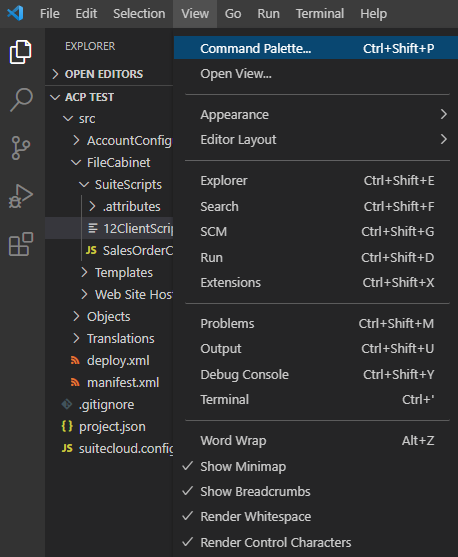 File Edit Selection View Go Run Terminal Help
EXPLORER
OPEN EDITORS
ACP TEST
src
AccountConfig
FileCabinet
SuiteScripts
.attributes
12ClientScrip
SalesOrderC
Templates
Web Site Host
Objects
Translations
deploy.xml
manifest.xml
.gitignore
{ } project.json
JS suitecloud.config
Command Palette... Ctrl+Shift+P
Open View...
Appearance
Editor Layout
Explorer Ctrl+Shift+E
Search Ctrl+Shift+F
SCM Ctrl+Shift+G
Run Ctrl+Shift+D
Extensions Ctrl+Shift+X
Problems Ctrl+Shift+M
Output Ctrl+Shift+U
Debug Console Ctrl+Shift+Y
Terminal Ctrl+'
Word Wrap Alt+Z
Show Minimap
Show Breadcrumbs
Render Whitespace
Render Control Characters